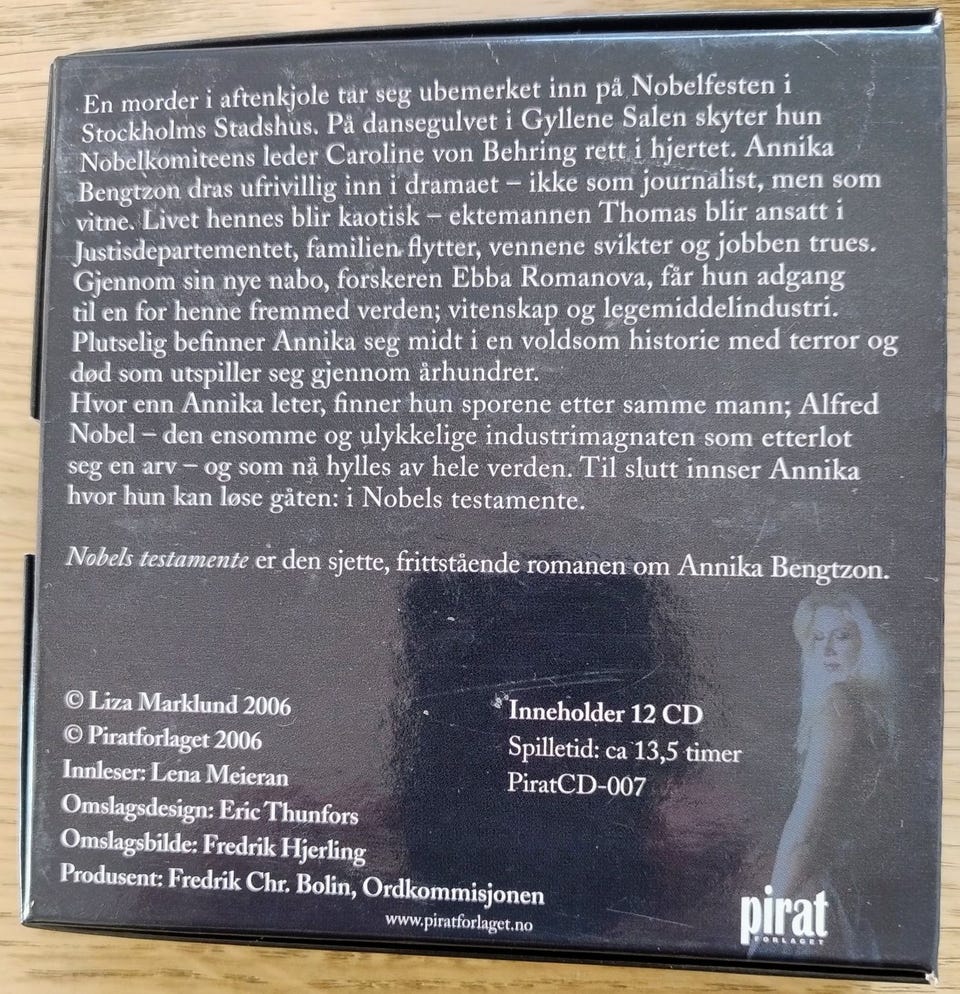 En morder i aftenkjole tar seg ubemerket inn på Nobelfesten i
Stockholms Stadshus. På dansegulvet i Gyllene Salen skyter hun
Nobelkomiteens leder Caroline von Behring rett i hjertet. Annika
Bengtzon dras ufrivillig inn i dramaet – ikke som journalist, men som
vitne. Livet hennes blir kaotisk – ektemannen Thomas blir ansatt i
Justisdepartementet, familien flytter, vennene svikter og jobben trues.
Gjennom sin nye nabo, forskeren Ebba Romanova, får hun adgang
til en for henne fremmed verden; vitenskap og legemiddelindustri.
Plutselig befinner Annika seg midt i en voldsom historie med terror og
død som utspiller seg gjennom århundrer.
Hvor enn Annika leter, finner hun sporene etter samme mann; Alfred
Nobel – den ensomme og ulykkelige industrimagnaten som etterlot
seg en arv – og som nå hylles av hele verden. Til slutt innser Annika
hvor hun kan løse gåten: i Nobels testamente.
Nobels testamente er den sjette, frittstående romanen om Annika Bengtzon.
© Liza Marklund 2006
© Piratforlaget 2006
Innleser: Lena Meieran
Omslagsdesign: Eric Thunfors
Omslagsbilde: Fredrik Hjerling
Produsent: Fredrik Chr. Bolin, Ordkommisjonen
www.piratforlaget.no
Inneholder 12 CD
Spilletid: ca 13,5 timer
PiratCD-007
pirat
FORLAGET